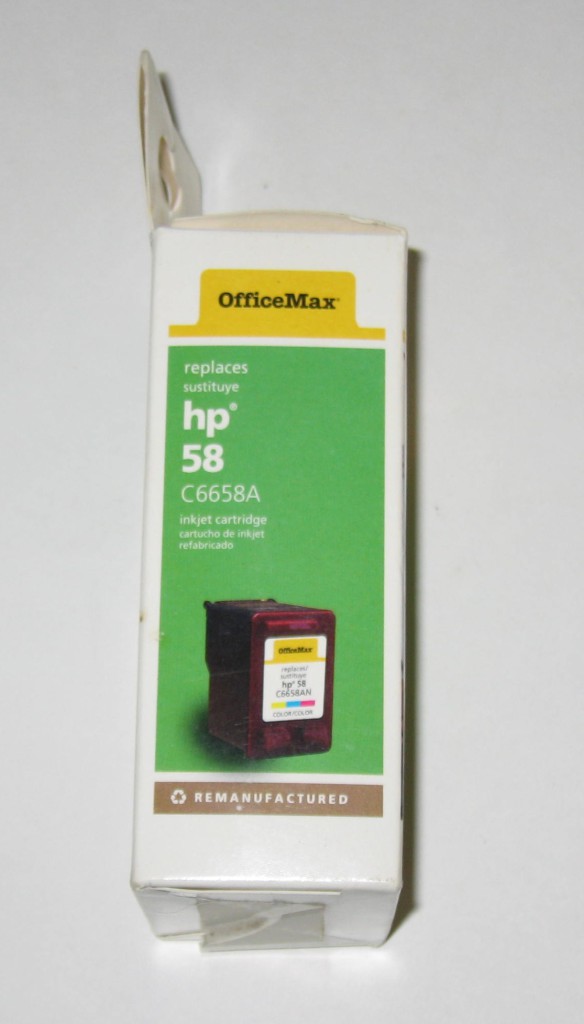 OfficeMax®
replaces
sustituye
hp®
58
C6658A
inkjet cartridge
cartucho de inkjet
refabricado
OfficeMax
replaces/
sustituye
hp® 58
C6658AN
COLOR/COLOR
REMANUFACTURED